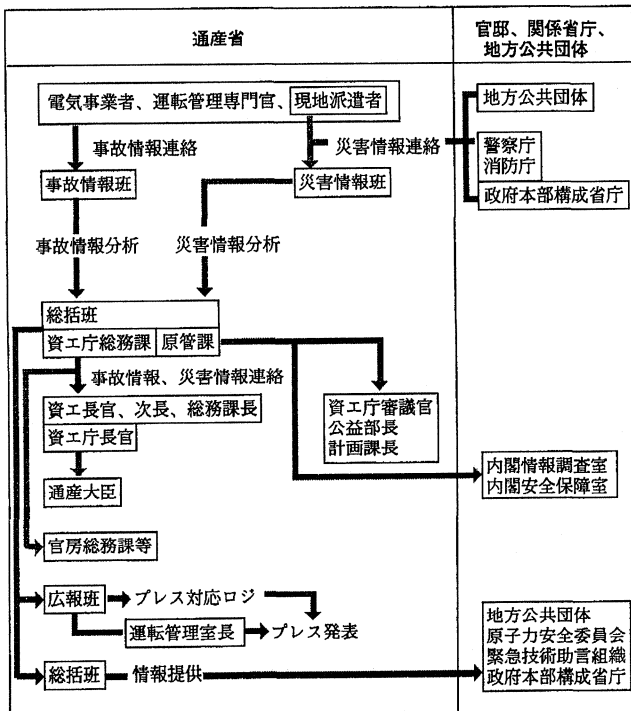 通産省
官邸、関係省庁、
地方公共団体
電気事業者、運転管理専門官、現地派遣者
事故情報連絡
災害情報連絡
地方公共団体
警察庁
消防庁
政府本部構成省庁
事故情報班
災害情報班
事故情報分析
災害情報分析
総括班
資エ庁総務課
原管課
事故情報、災害情報連絡
資エ長官、次長、総務課長
資エ庁長官
資エ庁審議官
公益部長
計画課長
通産大臣
内閣情報調査室
内閣安全保障室
官房総務課等
広報班
プレス対応ロジ
運転管理室長
プレス発表
総括班
情報提供
地方公共団体
原子力安全委員会
緊急技術助言組織
政府本部構成省庁